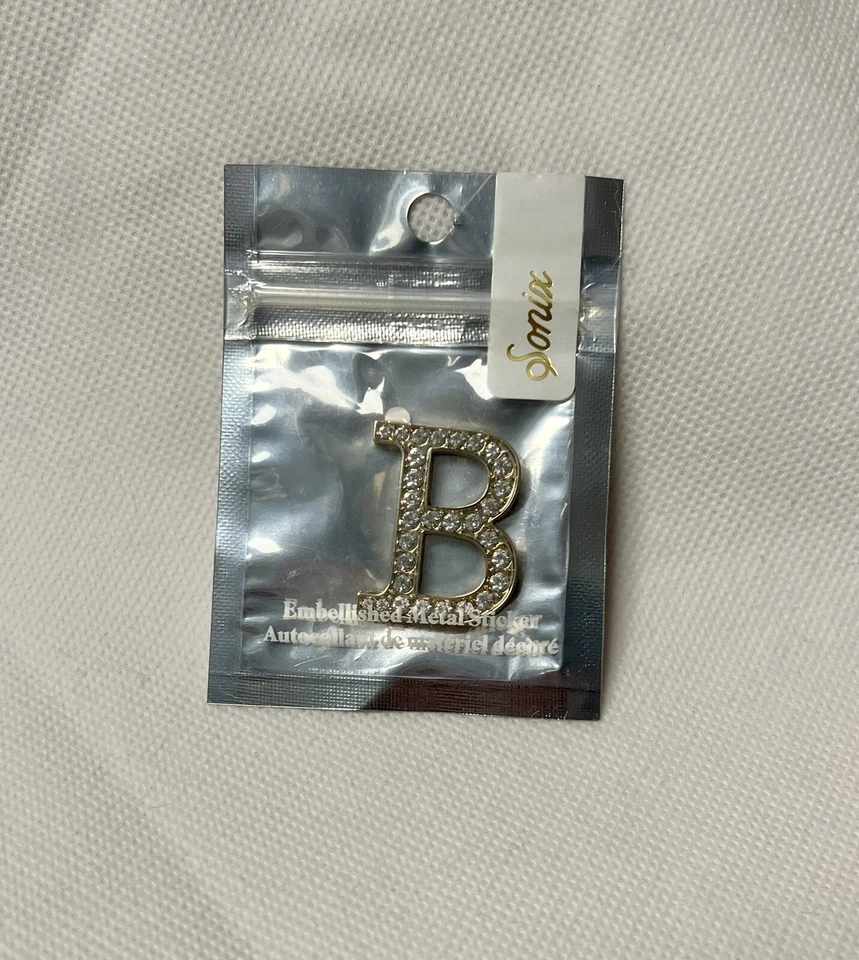 Sonix
B
Embellished Metal Sticker
Autocollant de matériel décoré